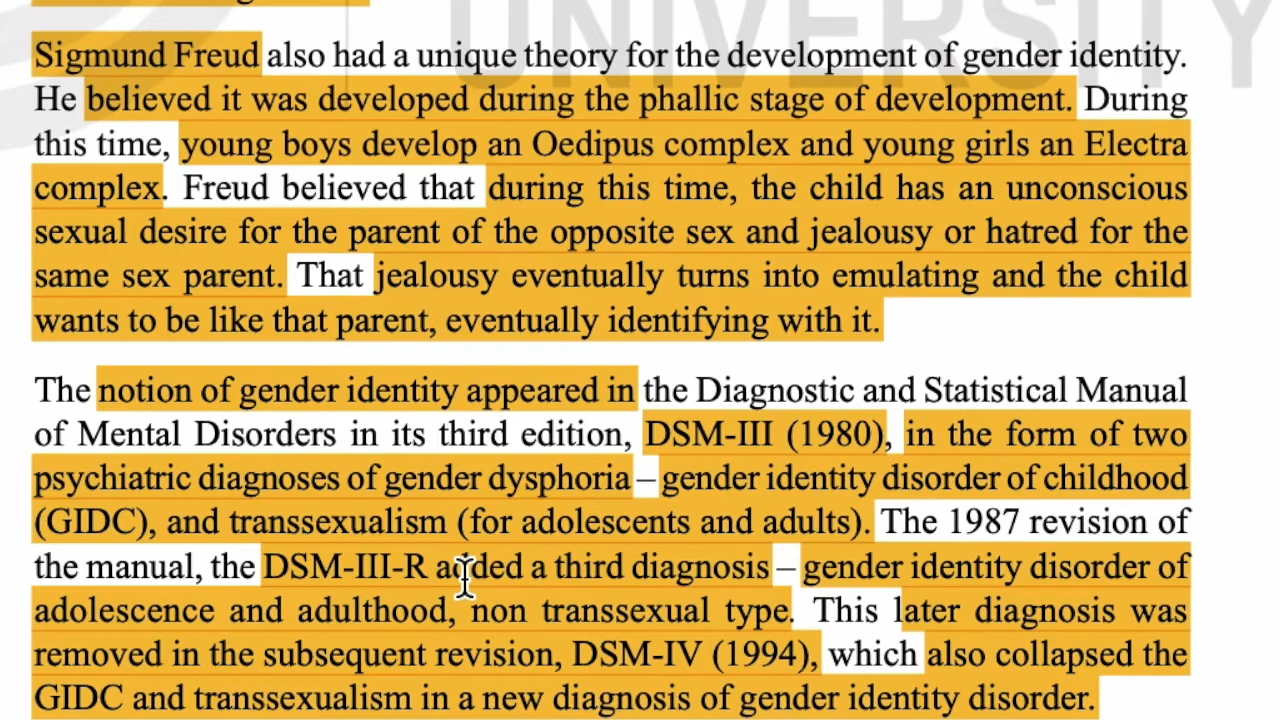 UNIVERSITY
Sigmund Freud also had a unique theory for the development of gender identity.
He believed it was developed during the phallic stage of development. During
this time, young boys develop an Oedipus complex and young girls an Electra
complex. Freud believed that during this time, the child has an unconscious
sexual desire for the parent of the opposite sex and jealousy or hatred for the
same sex parent. That jealousy eventually turns into emulating and the child
wants to be like that parent, eventually identifying with it.
The notion of gender identity appeared in the Diagnostic and Statistical Manual
of Mental Disorders in its third edition, DSM-III (1980), in the form of two
psychiatric diagnoses of gender dysphoria – gender identity disorder of childhood
(GIDC), and transsexualism (for adolescents and adults). The 1987 revision of
the manual, the DSM-III-R added a third diagnosis – gender identity disorder of
adolescence and adulthood, non transsexual type. This later diagnosis was
removed in the subsequent revision, DSM-IV (1994), which also collapsed the
GIDC and transsexualism in a new diagnosis of gender identity disorder.